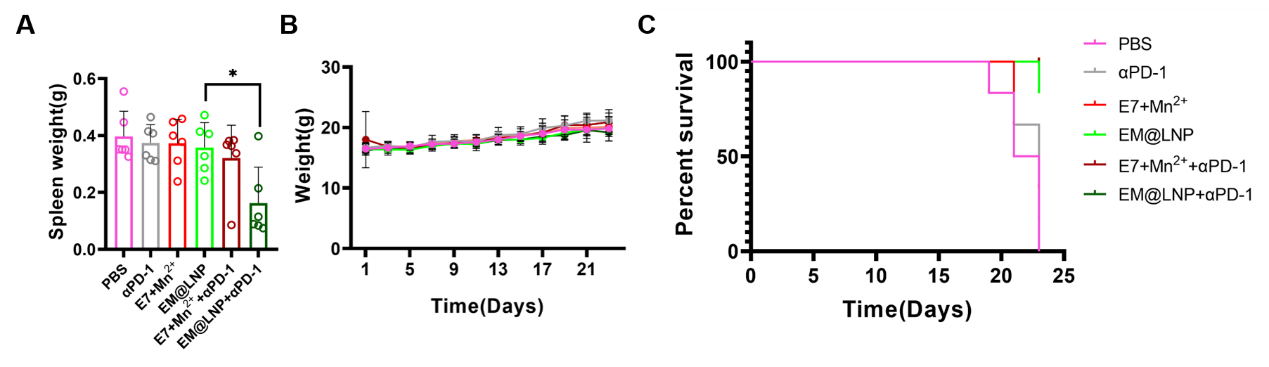 A
B
C
Spleen weight(g)
0.6
0.4
0.2
0.0
*
PBS
αPD-1
E7+Mn²⁺
EM@LNP
E7+Mn²⁺+αPD-1
EM@LNP+αPD-1
Weight(g)
30
20
10
0
1
5
9
13
17
21
Time(Days)
Percent survival
100
50
0
0
5
10
15
20
25
Time(Days)
PBS
αPD-1
E7+Mn²⁺
EM@LNP
E7+Mn²⁺+αPD-1
EM@LNP+αPD-1